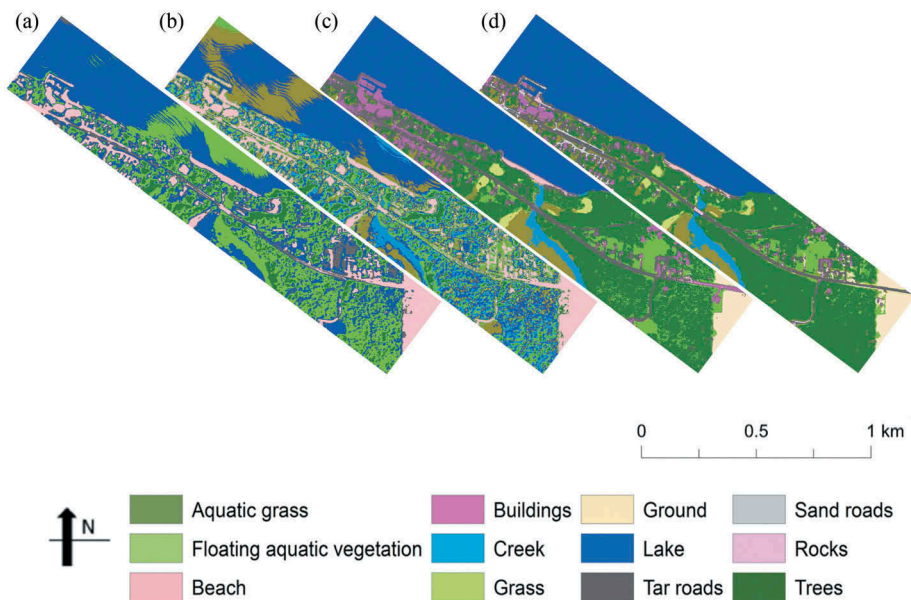 (a) (b) (c) (d)
0 0.5 1 km
N
Aquatic grass Buildings Ground Sand roads
Floating aquatic vegetation Creek Lake Rocks
Beach Grass Tar roads Trees